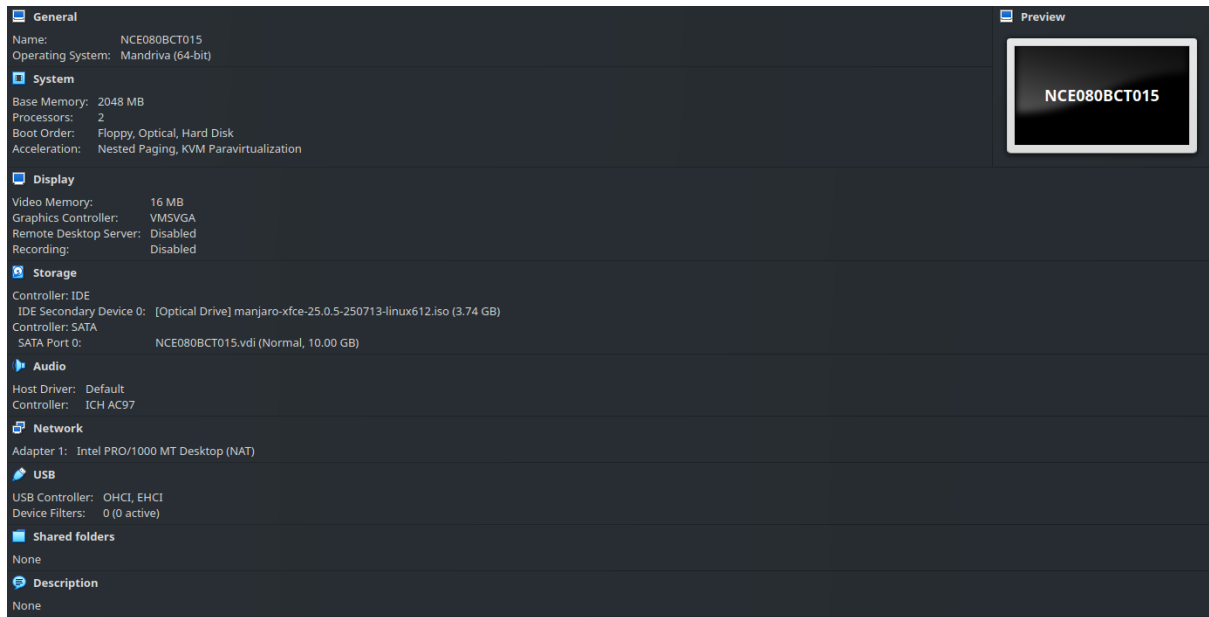 General
Name: NCE080BCT015
Operating System: Mandriva (64-bit)
System
Base Memory: 2048 MB
Processors: 2
Boot Order: Floppy, Optical, Hard Disk
Acceleration: Nested Paging, KVM Paravirtualization
Preview
NCE080BCT015
Display
Video Memory: 16 MB
Graphics Controller: VMSVGA
Remote Desktop Server: Disabled
Recording: Disabled
Storage
Controller: IDE
IDE Secondary Device 0: [Optical Drive] manjaro-xfce-25.0.5-250713-linux612.iso (3.74 GB)
Controller: SATA
SATA Port 0: NCE080BCT015.vdi (Normal, 10.00 GB)
Audio
Host Driver: Default
Controller: ICH AC97
Network
Adapter 1: Intel PRO/1000 MT Desktop (NAT)
USB
USB Controller: OHCI, EHCI
Device Filters: 0 (0 active)
Shared folders
None
Description
None